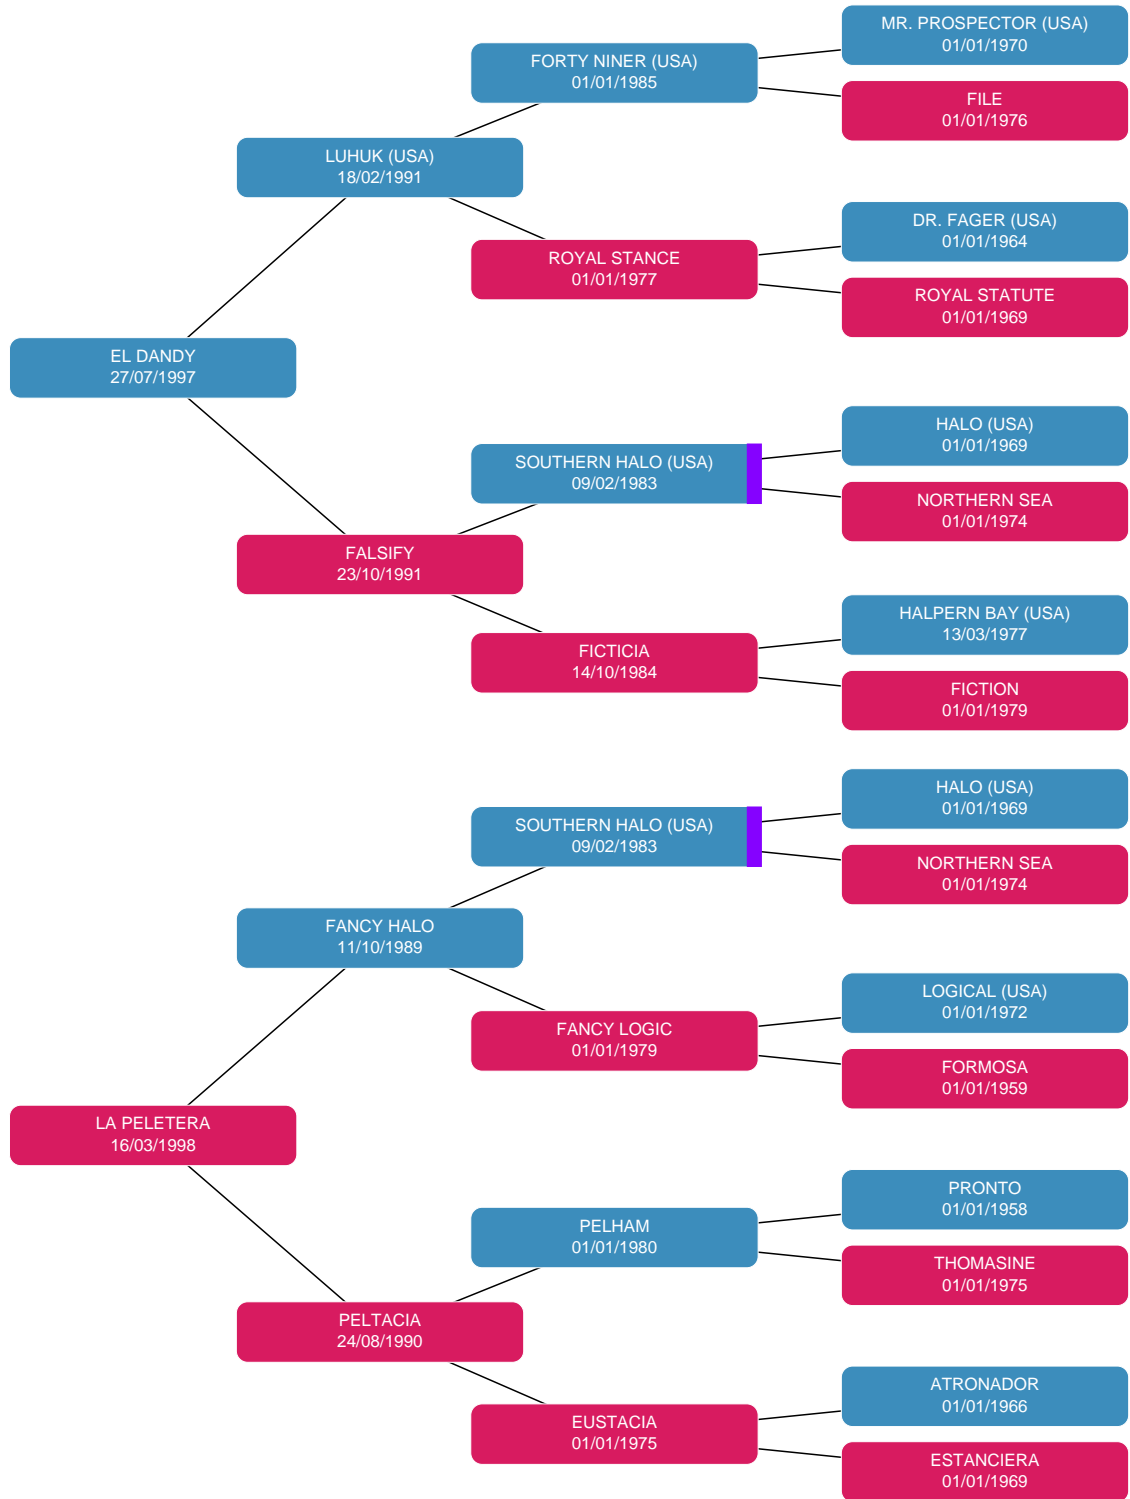 MR. PROSPECTOR (USA)
01/01/1970
FORTY NINER (USA)
01/01/1985
FILE
01/01/1976
LUHUK (USA)
18/02/1991
DR. FAGER (USA)
01/01/1964
ROYAL STANCE
01/01/1977
ROYAL STATUTE
01/01/1969
EL DANDY
27/07/1997
HALO (USA)
01/01/1969
SOUTHERN HALO (USA)
09/02/1983
NORTHERN SEA
01/01/1974
FALSIFY
23/10/1991
HALPERN BAY (USA)
13/03/1977
FICTICIA
14/10/1984
FICTION
01/01/1979
HALO (USA)
01/01/1969
SOUTHERN HALO (USA)
09/02/1983
NORTHERN SEA
01/01/1974
FANCY HALO
11/10/1989
LOGICAL (USA)
01/01/1972
FANCY LOGIC
01/01/1979
FORMOSA
01/01/1959
LA PELETERA
16/03/1998
PRONTO
01/01/1958
PELHAM
01/01/1980
THOMASINE
01/01/1975
PELTACIA
24/08/1990
ATRONADOR
01/01/1966
EUSTACIA
01/01/1975
ESTANCIERA
01/01/1969